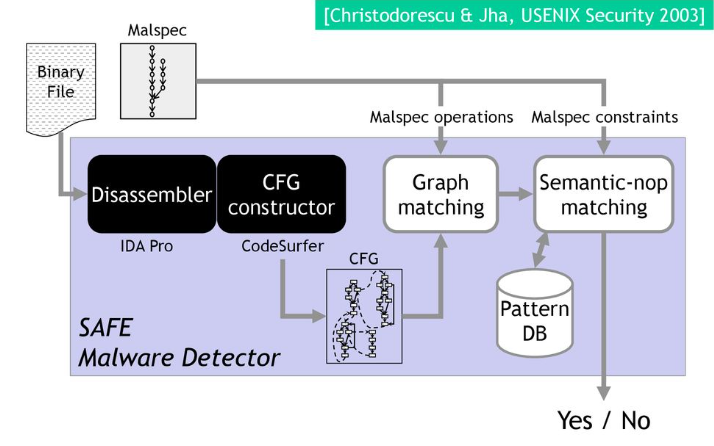 [Christodorescu & Jha, USENIX Security 2003]
Malspec
Binary
File
Malspec operations
Malspec constraints
Disassembler
CFG
constructor
Graph
matching
Semantic-nop
matching
IDA Pro
CodeSurfer
CFG
Pattern
DB
SAFE
Malware Detector
Yes / No